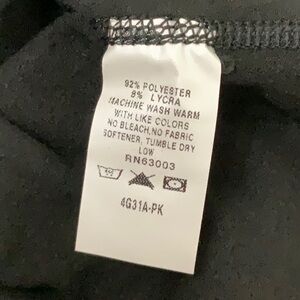 92% POLYESTER
8% LYCRA
MACHINE WASH WARM
WITH LIKE COLORS
NO BLEACH, NO FABRIC
SOFTENER, TUMBLE DRY
LOW
RN63003
4G31A-PK